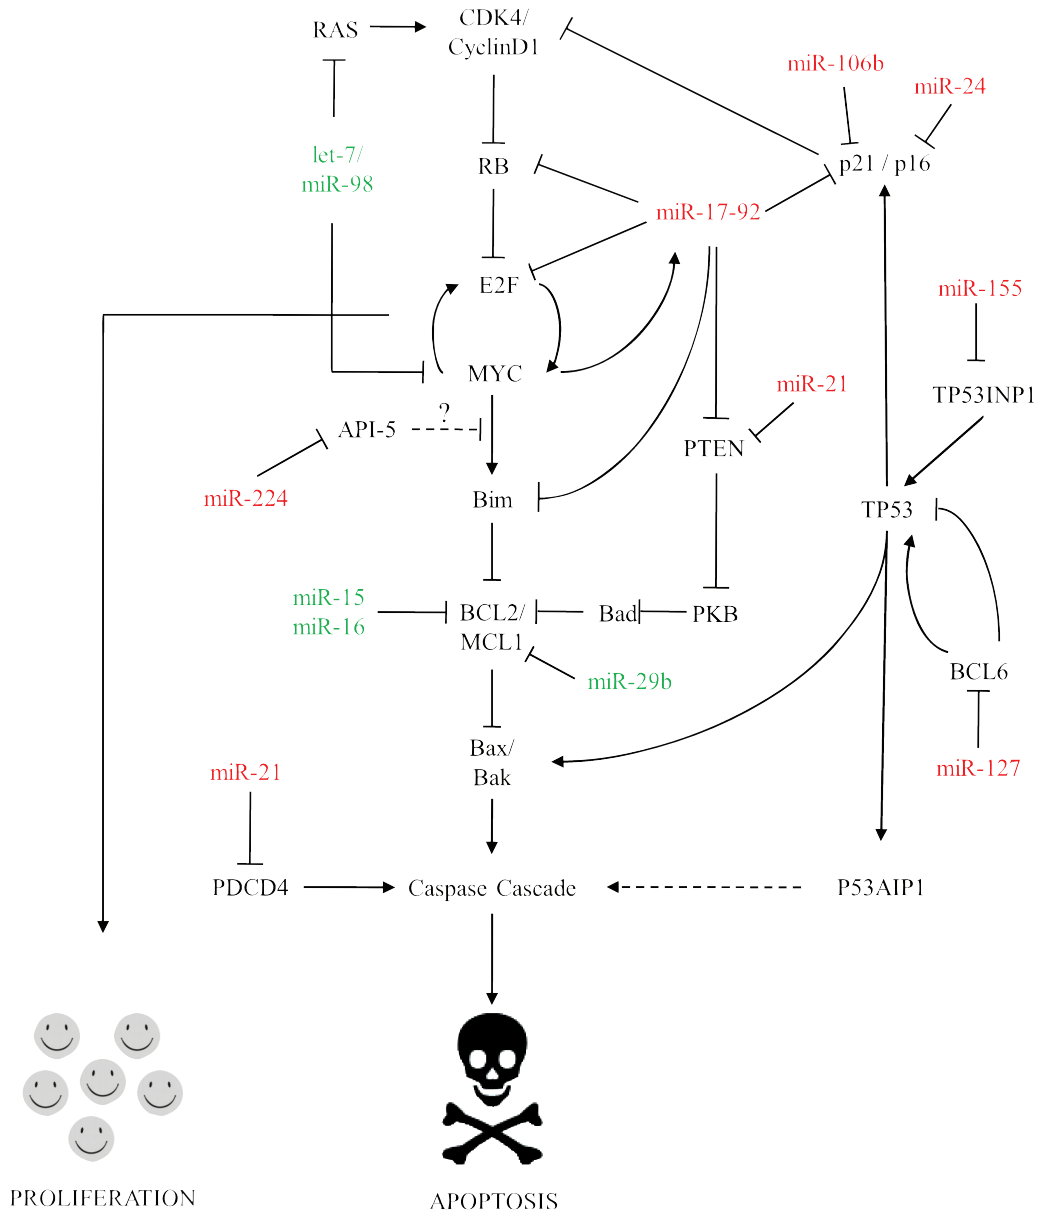 CDK4/
CyclinD1
RAS
miR-106b
miR-24
let-7/
miR-98
RB
p21 / p16
miR-17-92
E2F
miR-155
MYC
miR-21
TP53INP1
?
API-5
PTEN
miR-224
Bim
TP53
miR-15
miR-16
BCL2/
MCL1
Bad
PKB
miR-29b
BCL6
Bax/
Bak
miR-21
miR-127
PDCD4
Caspase Cascade
P53AIP1
PROLIFERATION
APOPTOSIS